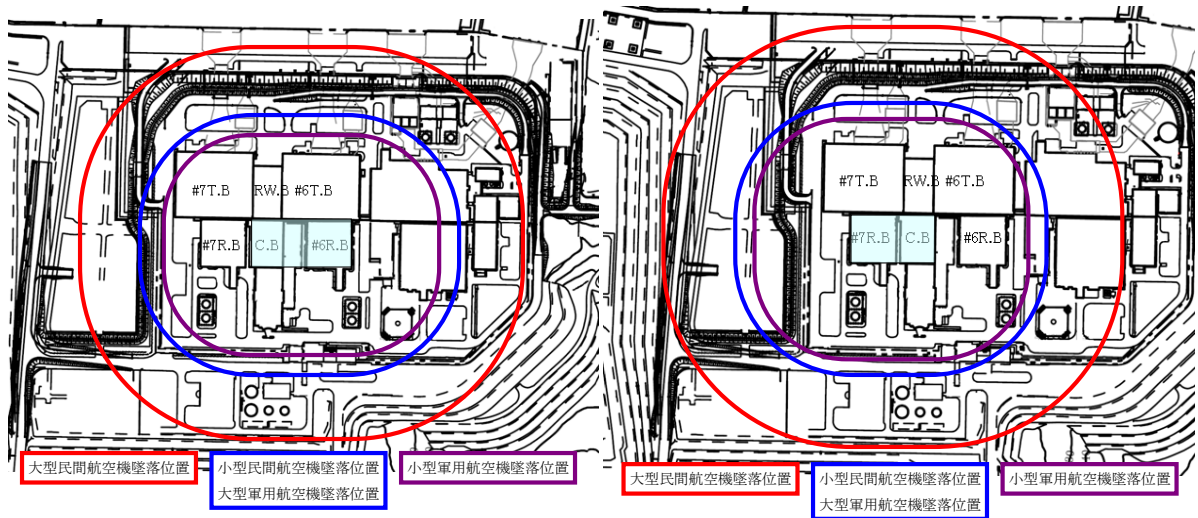 #7T.B
RW.B
#6T.B
#7R.B
C.B
#6R.B
大型民間航空機墜落位置
小型民間航空機墜落位置
大型軍用航空機墜落位置
小型軍用航空機墜落位置
#7T.B
RW.B
#6T.B
#7R.B
C.B
#6R.B
大型民間航空機墜落位置
小型民間航空機墜落位置
大型軍用航空機墜落位置
小型軍用航空機墜落位置